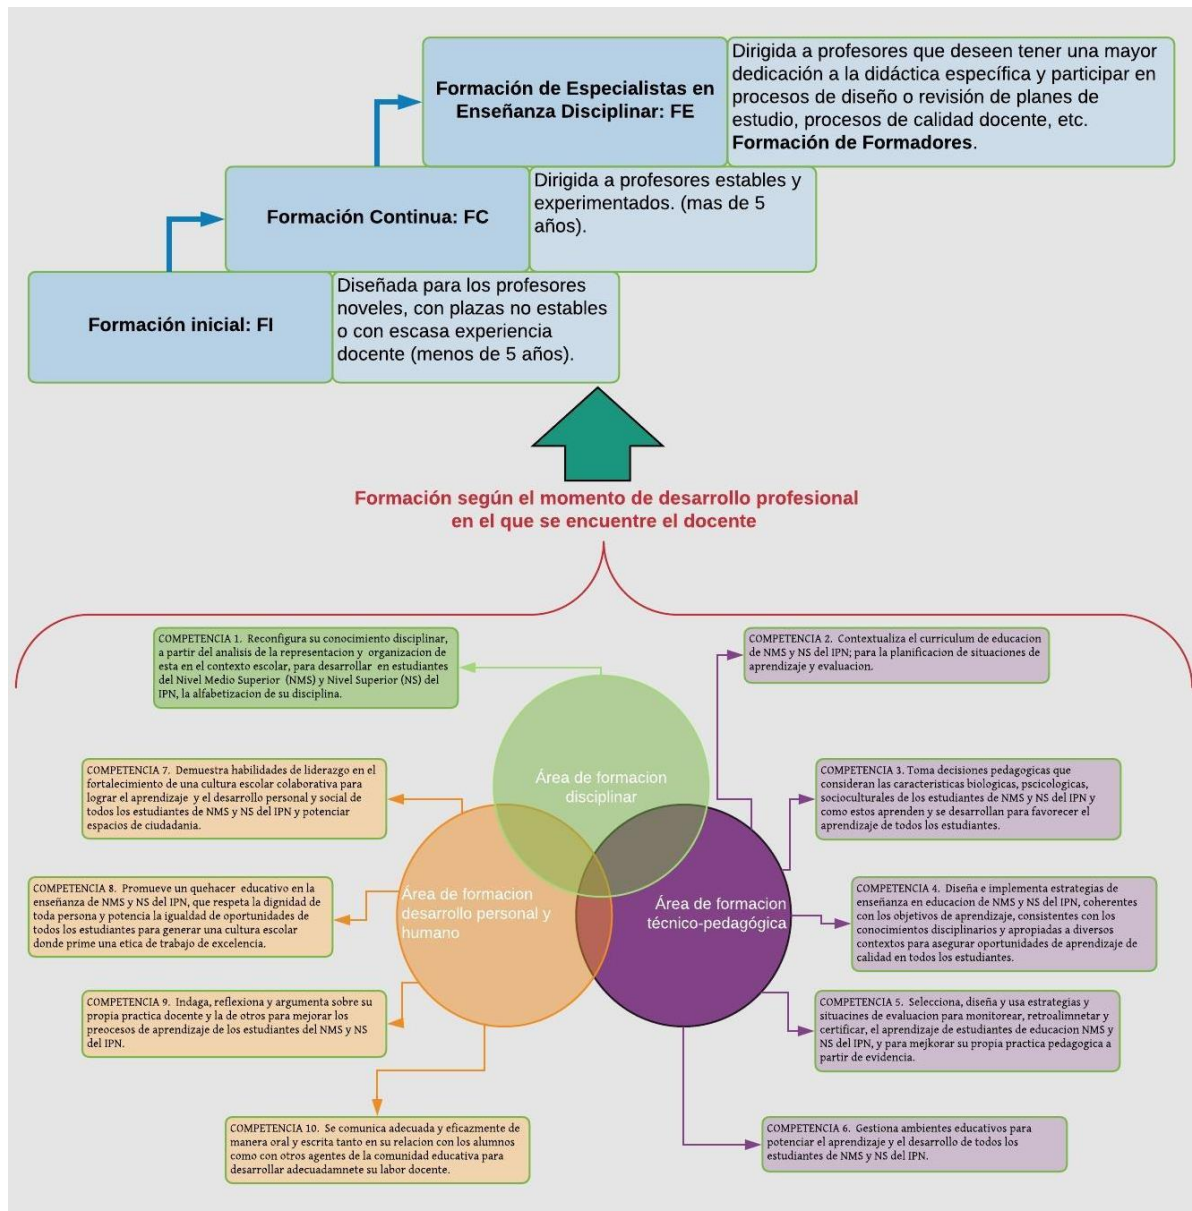 Formación de Especialistas en
Enseñanza Disciplinar: FE
Dirigida a profesores que deseen tener una mayor
dedicación a la didáctica específica y participar en
procesos de diseño o revisión de planes de
estudio, procesos de calidad docente, etc.
Formación de Formadores.
Formación Continua: FC
Dirigida a profesores estables y
experimentados. (mas de 5
años).
Formación inicial: FI
Diseñada para los profesores
noveles, con plazas no estables
o con escasa experiencia
docente (menos de 5 años).
Formación según el momento de desarrollo profesional
en el que se encuentre el docente
COMPETENCIA 1. Reconfigura su conocimiento disciplinar,
a partir del analisis de la representacion y organizacion de
esta en el contexto escolar, para desarrollar en estudiantes
del Nivel Medio Superior (NMS) y Nivel Superior (NS) del
IPN, la alfabetizacion de su disciplina.
COMPETENCIA 2. Contextualiza el curriculum de educacion
de NMS y NS del IPN; para la planificacion de situaciones de
aprendizaje y evaluacion.
Área de formacion
disciplinar
COMPETENCIA 7. Demuestra habilidades de liderazgo en el
fortalecimiento de una cultura escolar colaborativa para
lograr el aprendizaje y el desarrollo personal y social de
todos los estudiantes de NMS y NS del IPN y potenciar
espacios de ciudadania.
COMPETENCIA 3. Toma decisiones pedagogicas que
consideran las caracteristicas biologicas, pscicologicas,
socioculturales de los estudiantes de NMS y NS del IPN y
como estos aprenden y se desarrollan para favorecer el
aprendizaje de todos los estudiantes.
COMPETENCIA 8. Promueve un quehacer educativo en la
enseñanza de NMS y NS del IPN, que respeta la dignidad de
toda persona y potencia la igualdad de oportunidades de
todos los estudiantes para generar una cultura escolar
donde prime una etica de trabajo de excelencia.
Área de formacion
desarrollo personal y
humano
Área de formacion
técnico-pedagógica
COMPETENCIA 4. Diseña e implementa estrategias de
enseñanza en educacion de NMS y NS del IPN, coherentes
con los objetivos de aprendizaje, consistentes con los
conocimientos disciplinarios y apropiadas a diversos
contextos para asegurar oportunidades de aprendizaje de
calidad en todos los estudiantes.
COMPETENCIA 9. Indaga, reflexiona y argumenta sobre su
propia practica docente y la de otros para mejorar los
preocesos de aprendizaje de los estudiantes del NMS y NS
del IPN.
COMPETENCIA 5. Selecciona, diseña y usa estrategias y
situacines de evaluacion para monitorear, retroalimnetar y
certificar, el aprendizaje de estudiantes de educacion NMS y
NS del IPN, y para mejkorar su propia practica pedagogica a
partir de evidencia.
COMPETENCIA 10. Se comunica adecuada y eficazmente de
manera oral y escrita tanto en su relacion con los alumnos
como con otros agentes de la comunidad educativa para
desarrollar adecuadamnete su labor docente.
COMPETENCIA 6. Gestiona ambientes educativos para
potenciar el aprendizaje y el desarrollo de todos los
estudiantes de NMS y NS del IPN.